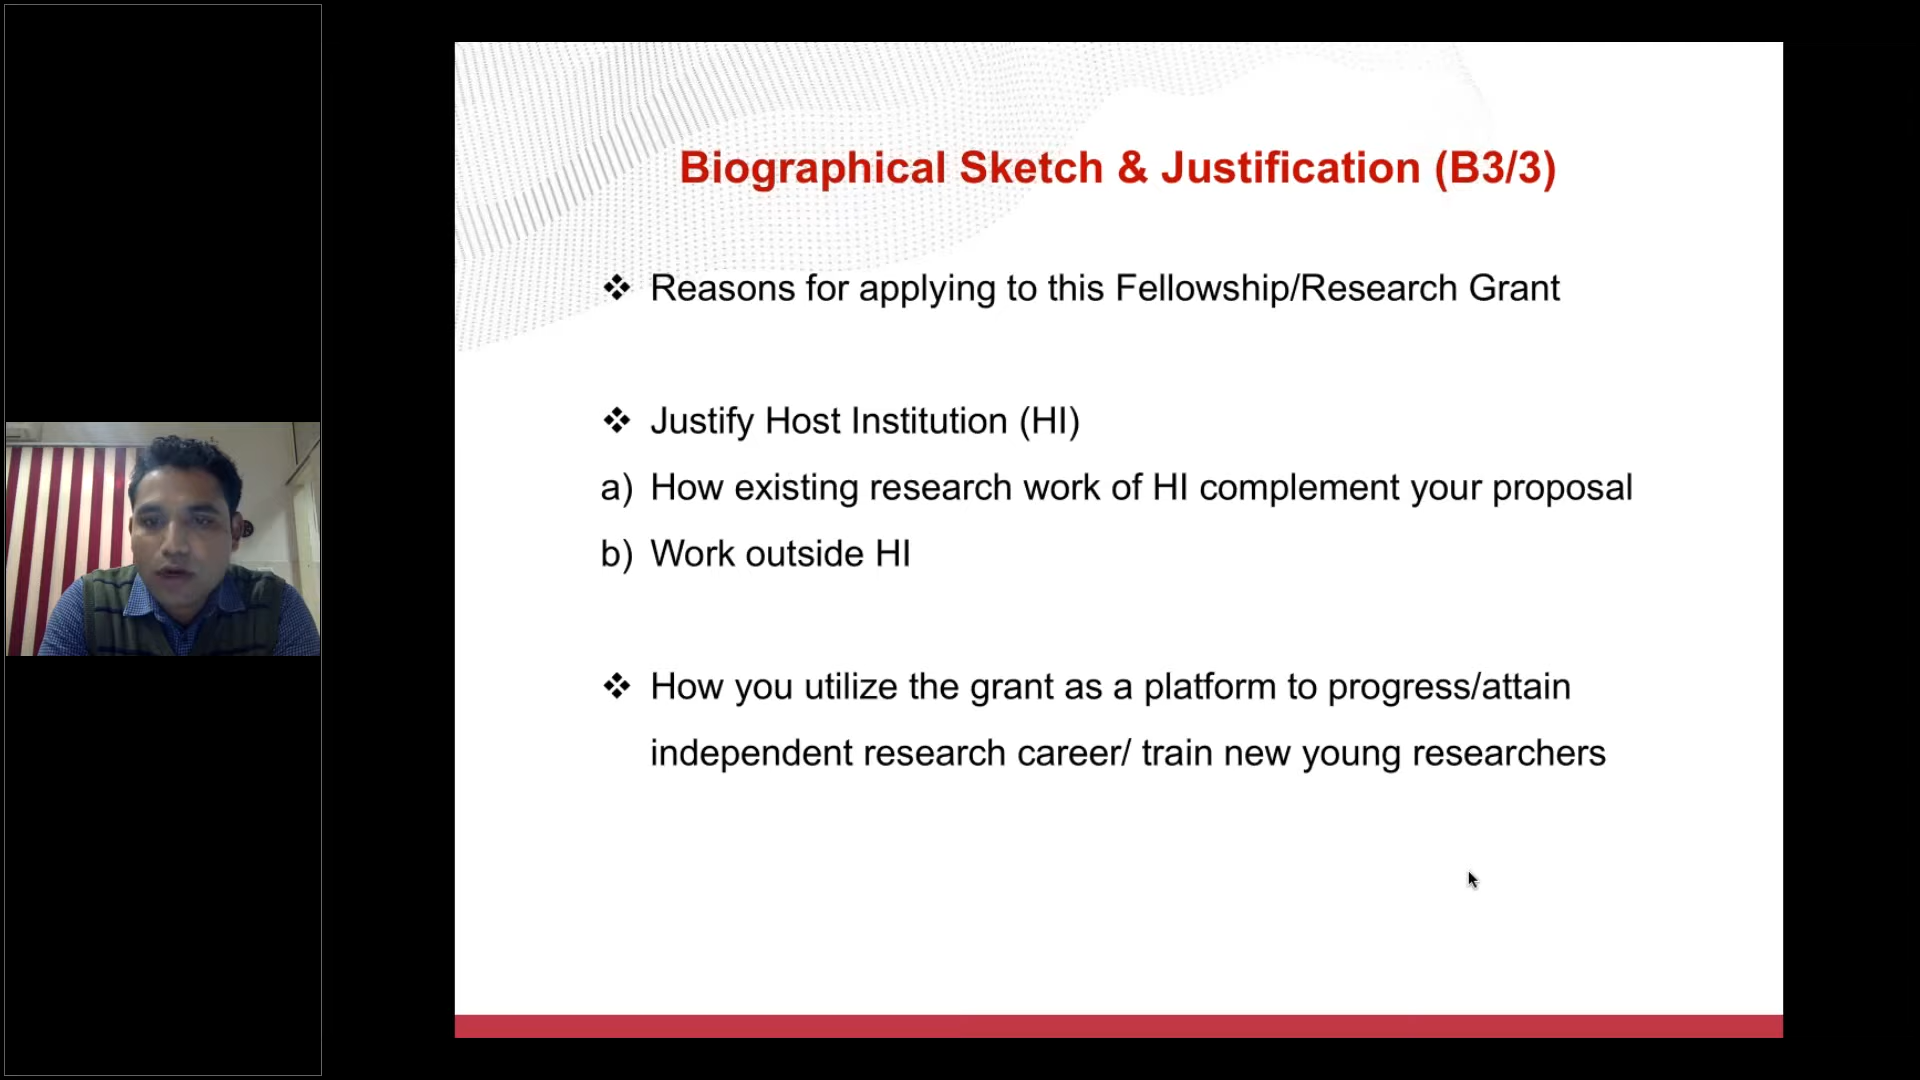 Biographical Sketch & Justification (B3/3)
❖ Reasons for applying to this Fellowship/Research Grant
❖ Justify Host Institution (HI)
a) How existing research work of HI complement your proposal
b) Work outside HI
❖ How you utilize the grant as a platform to progress/attain
independent research career/ train new young researchers